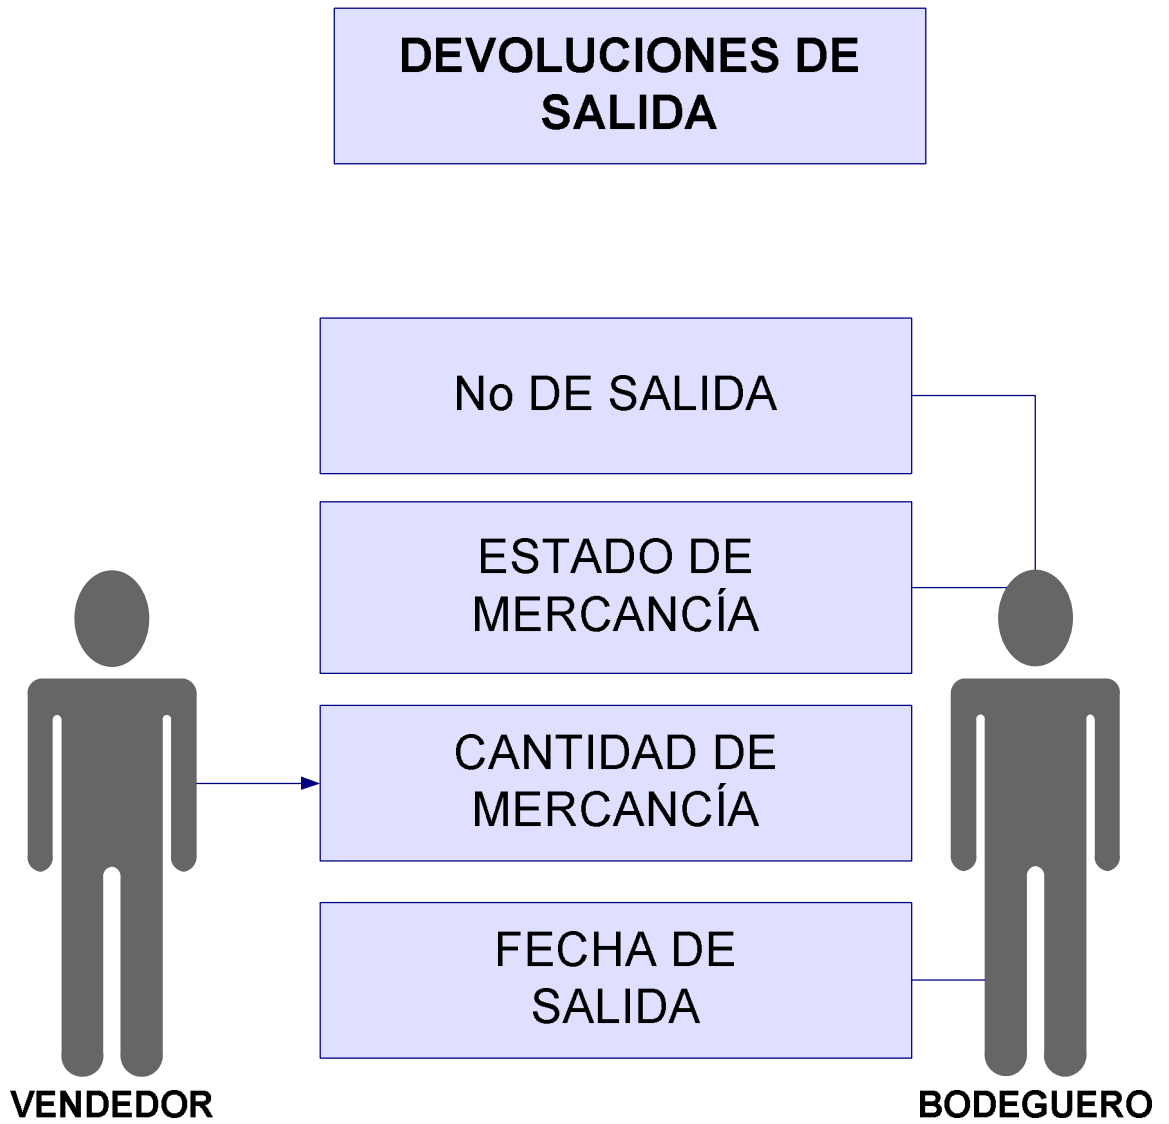 DEVOLUCIONES DE
SALIDA
No DE SALIDA
ESTADO DE
MERCANCÍA
CANTIDAD DE
MERCANCÍA
FECHA DE
SALIDA
VENDEDOR
BODEGUERO